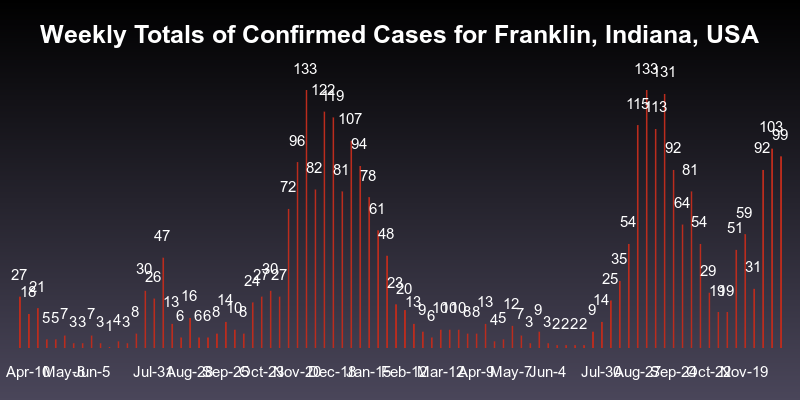 Weekly Totals of Confirmed Cases for Franklin, Indiana, USA
27 18 21 5 5 7 3 3 7 3 1 4 3 8 30 26 47 13 6 16 6 6 8 14 10 8 24 27 30 27 72 96 133 82 122 119 81 107 94 78 61 48 23 20 13 9 6 10 10 10 8 8 13 4 5 12 7 3 9 3 2 2 2 2 9 14 25 35 54 115 133 113 131 92 64 81 54 29 19 19 51 59 31 92 103 99
Apr-10 May-8 Jun-5 Jul-31 Aug-28 Sep-25 Oct-23 Nov-20 Dec-18 Jan-15 Feb-12 Mar-12 Apr-9 May-7 Jun-4 Jul-30 Aug-27 Sep-24 Oct-22 Nov-19